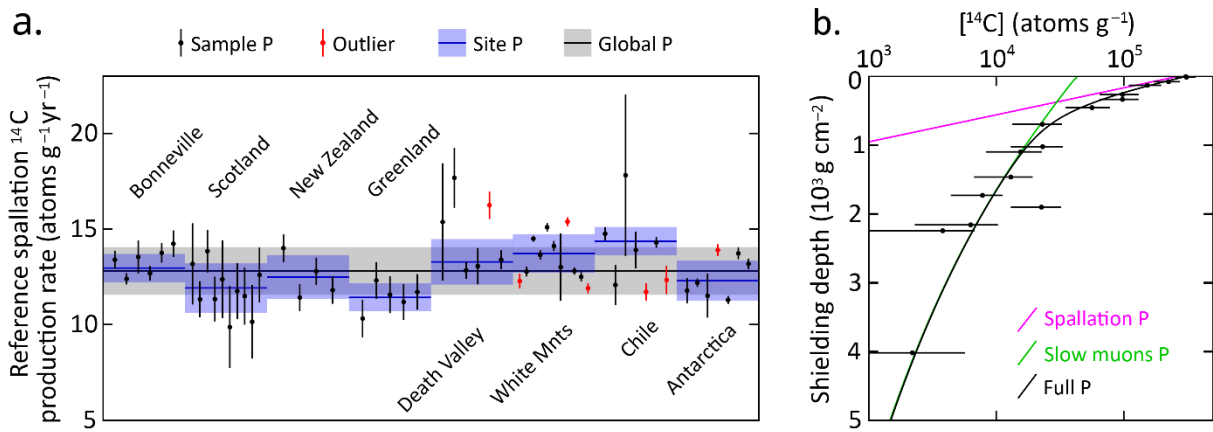 a.
Sample P
Outlier
Site P
Global P
Reference spallation ¹⁴C
production rate (atoms g⁻¹yr⁻¹)
20
15
10
5
Bonneville
Scotland
New Zealand
Greenland
Death Valley
White Mnts
Chile
Antarctica
b.
[¹⁴C] (atoms g⁻¹)
10³
10⁴
10⁵
Shielding depth (10³ g cm⁻²)
0
1
2
3
4
5
Spallation P
Slow muons P
Full P